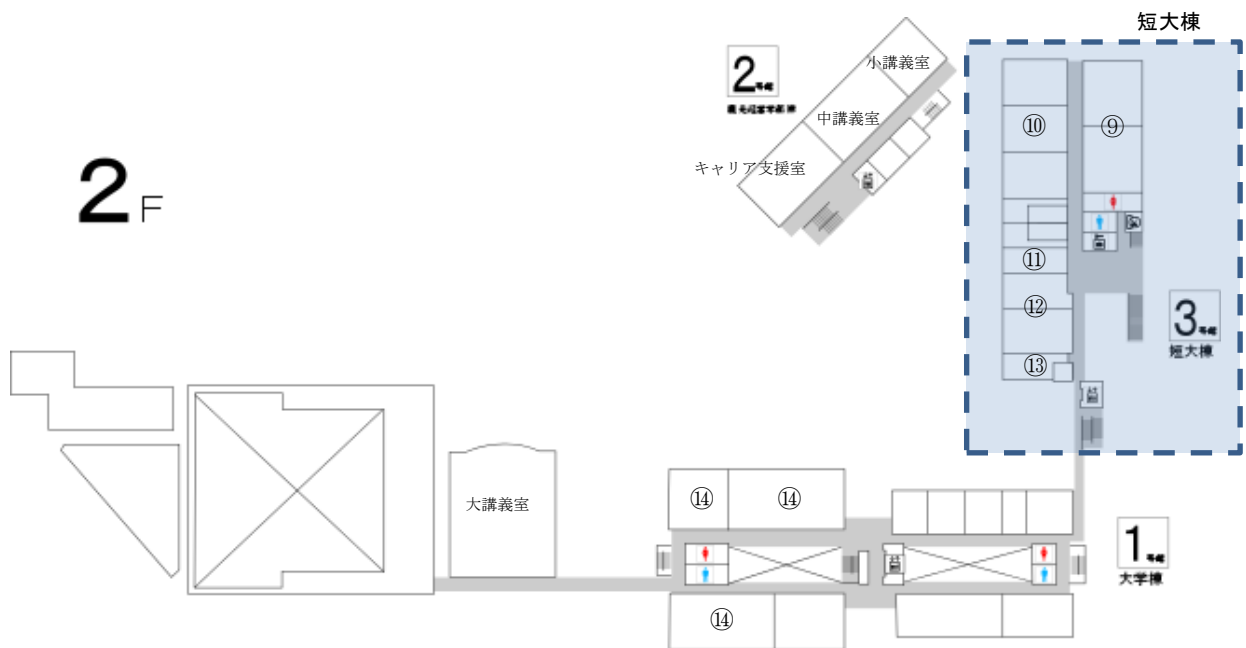 短大棟
2号館
小講義室
中講義室
キャリア支援室
2F
⑩
⑨
⑪
⑫
⑬
3号館
短大棟
大講義室
⑭
⑭
⑭
1号館
大学棟